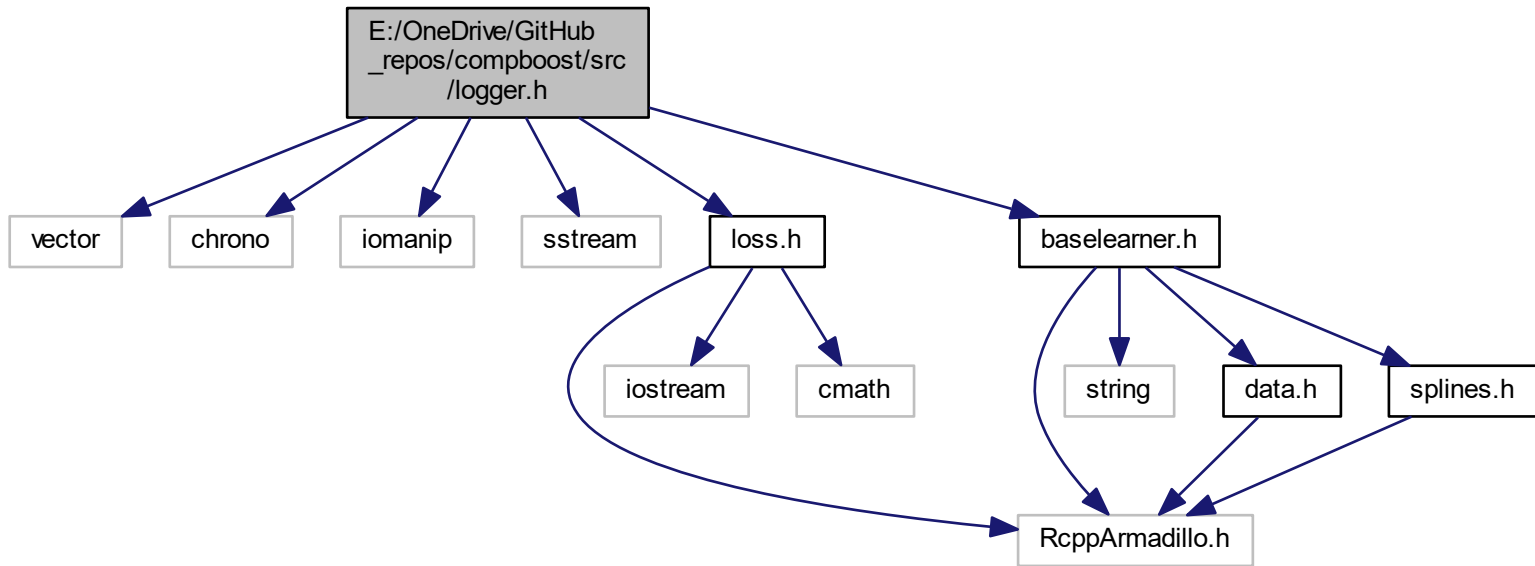 E:/OneDrive/GitHub
_repos/compboost/src
/logger.h
vector
chrono
iomanip
sstream
loss.h
baselearner.h
iostream
cmath
string
data.h
splines.h
RcppArmadillo.h